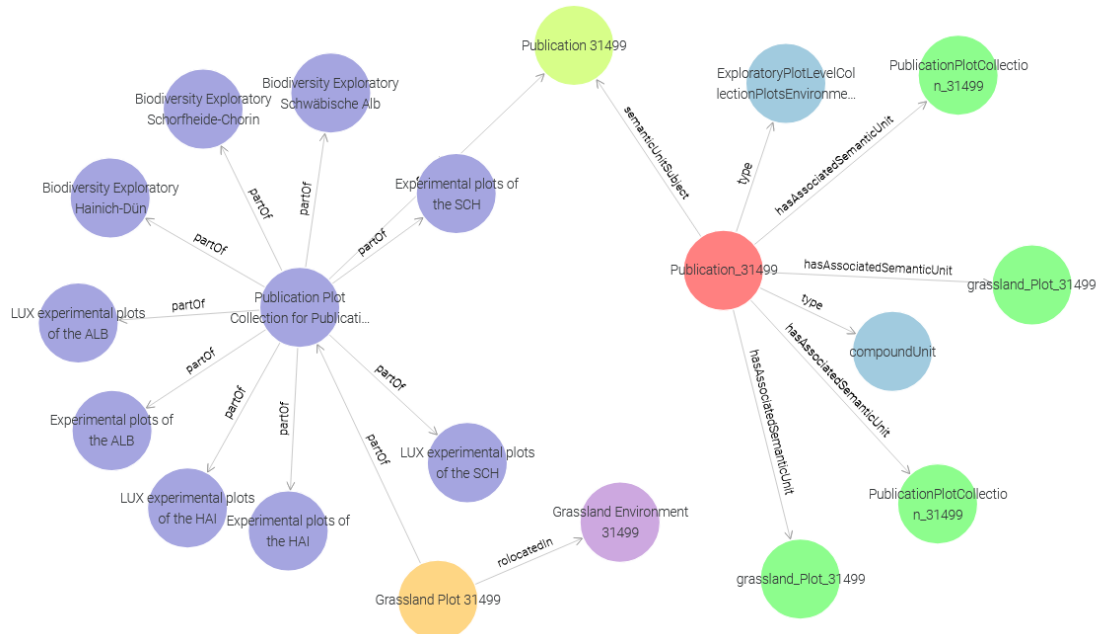 Publication 31499
Biodiversity Exploratory
Schwäbische Alb
Biodiversity Exploratory
Schorfheide-Chorin
ExploratoryPlotLevelCol
lectionPlotsEnvironme...
PublicationPlotCollectio
n_31499
semanticUnitSubject
type
hasAssociatedSemanticUnit
Biodiversity Exploratory
Hainich-Dün
partOf
partOf
Experimental plots of
the SCH
partOf
partOf
Publication_31499
hasAssociatedSemanticUnit
grassland_Plot_31499
Publication Plot
Collection for Publicati...
partOf
LUX experimental plots
of the ALB
type
hasAssociatedSemanticUnit
compoundUnit
hasAssociatedSemanticUnit
partOf
partOf
partOf
partOf
Experimental plots of
the ALB
partOf
LUX experimental plots
of the SCH
LUX experimental plots
of the HAI
Experimental plots of
the HAI
Grassland Environment
31499
PublicationPlotCollectio
n_31499
rolocatedIn
Grassland Plot 31499
grassland_Plot_31499